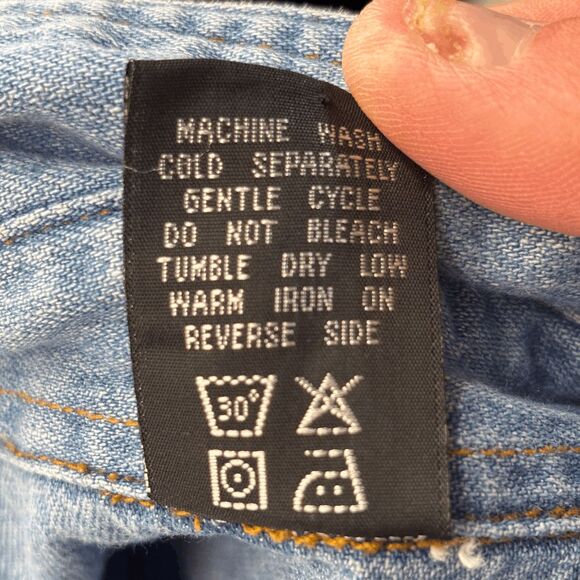 MACHINE WASH
COLD SEPARATELY
GENTLE CYCLE
DO NOT BLEACH
TUMBLE DRY LOW
WARM IRON ON
REVERSE SIDE
30°